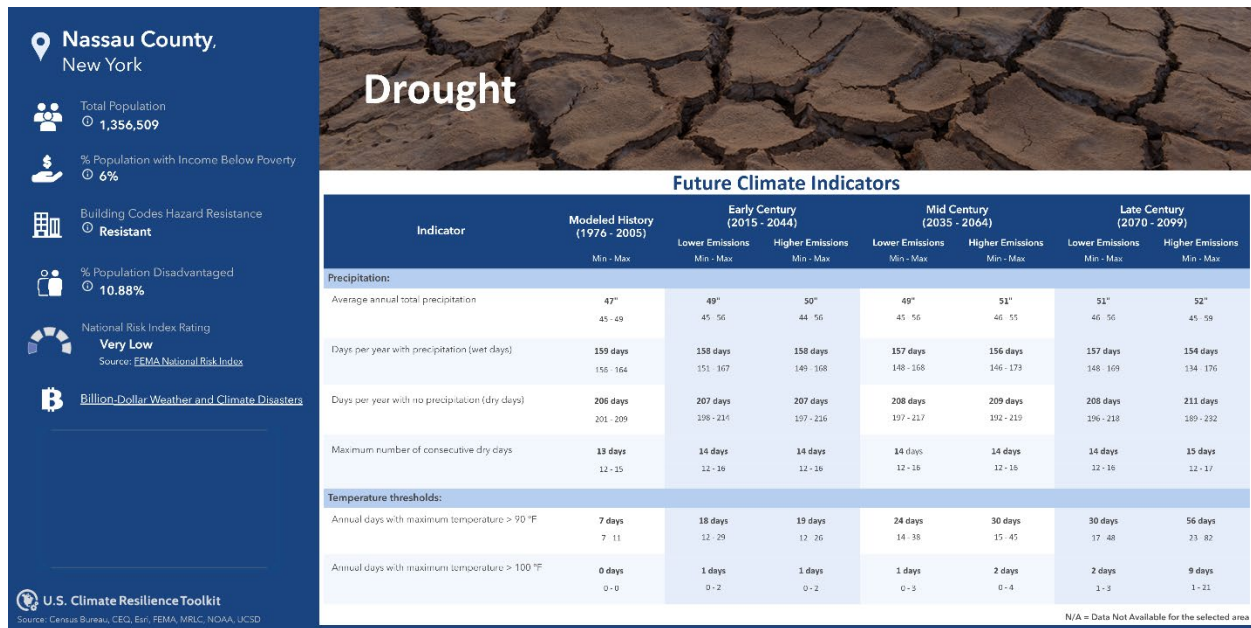 Nassau County,
New York
Total Population
1,356,509
% Population with Income Below Poverty
6%
Building Codes Hazard Resistance
Resistant
% Population Disadvantaged
10.88%
National Risk Index Rating
Very Low
Source: FEMA National Risk Index
Billion-Dollar Weather and Climate Disasters
U.S. Climate Resilience Toolkit
Source: Census Bureau, CEQ, Esri, FEMA, MRLC, NOAA, UCSD
Drought
Future Climate Indicators
Indicator
Modeled History
(1976 - 2005)
Min - Max
Early Century
(2015 - 2044)
Lower Emissions Higher Emissions
Min - Max Min - Max
Mid Century
(2035 - 2064)
Lower Emissions Higher Emissions
Min - Max Min - Max
Late Century
(2070 - 2099)
Lower Emissions Higher Emissions
Min - Max Min - Max
Precipitation:
Average annual total precipitation 47" 49" 50" 49" 51" 51" 52"
45 - 49 45 - 56 44 - 56 45 - 56 46 - 55 46 - 56 45 - 59
Days per year with precipitation (wet days) 159 days 158 days 158 days 157 days 156 days 157 days 154 days
156 - 164 151 - 167 149 - 168 148 - 168 146 - 173 148 - 169 134 - 176
Days per year with no precipitation (dry days) 206 days 207 days 207 days 208 days 209 days 208 days 211 days
201 - 209 198 - 214 197 - 216 197 - 217 192 - 219 196 - 218 189 - 232
Maximum number of consecutive dry days 13 days 14 days 14 days 14 days 14 days 14 days 15 days
12 - 15 12 - 16 12 - 16 12 - 16 12 - 16 12 - 16 12 - 17
Temperature thresholds:
Annual days with maximum temperature > 90 °F 7 days 18 days 19 days 24 days 30 days 30 days 56 days
7 - 11 12 - 29 12 - 26 14 - 38 15 - 45 17 - 48 23 - 82
Annual days with maximum temperature > 100 °F 0 days 1 days 1 days 1 days 2 days 2 days 9 days
0 - 0 0 - 2 0 - 2 0 - 3 0 - 4 1 - 3 1 - 21
N/A = Data Not Available for the selected area